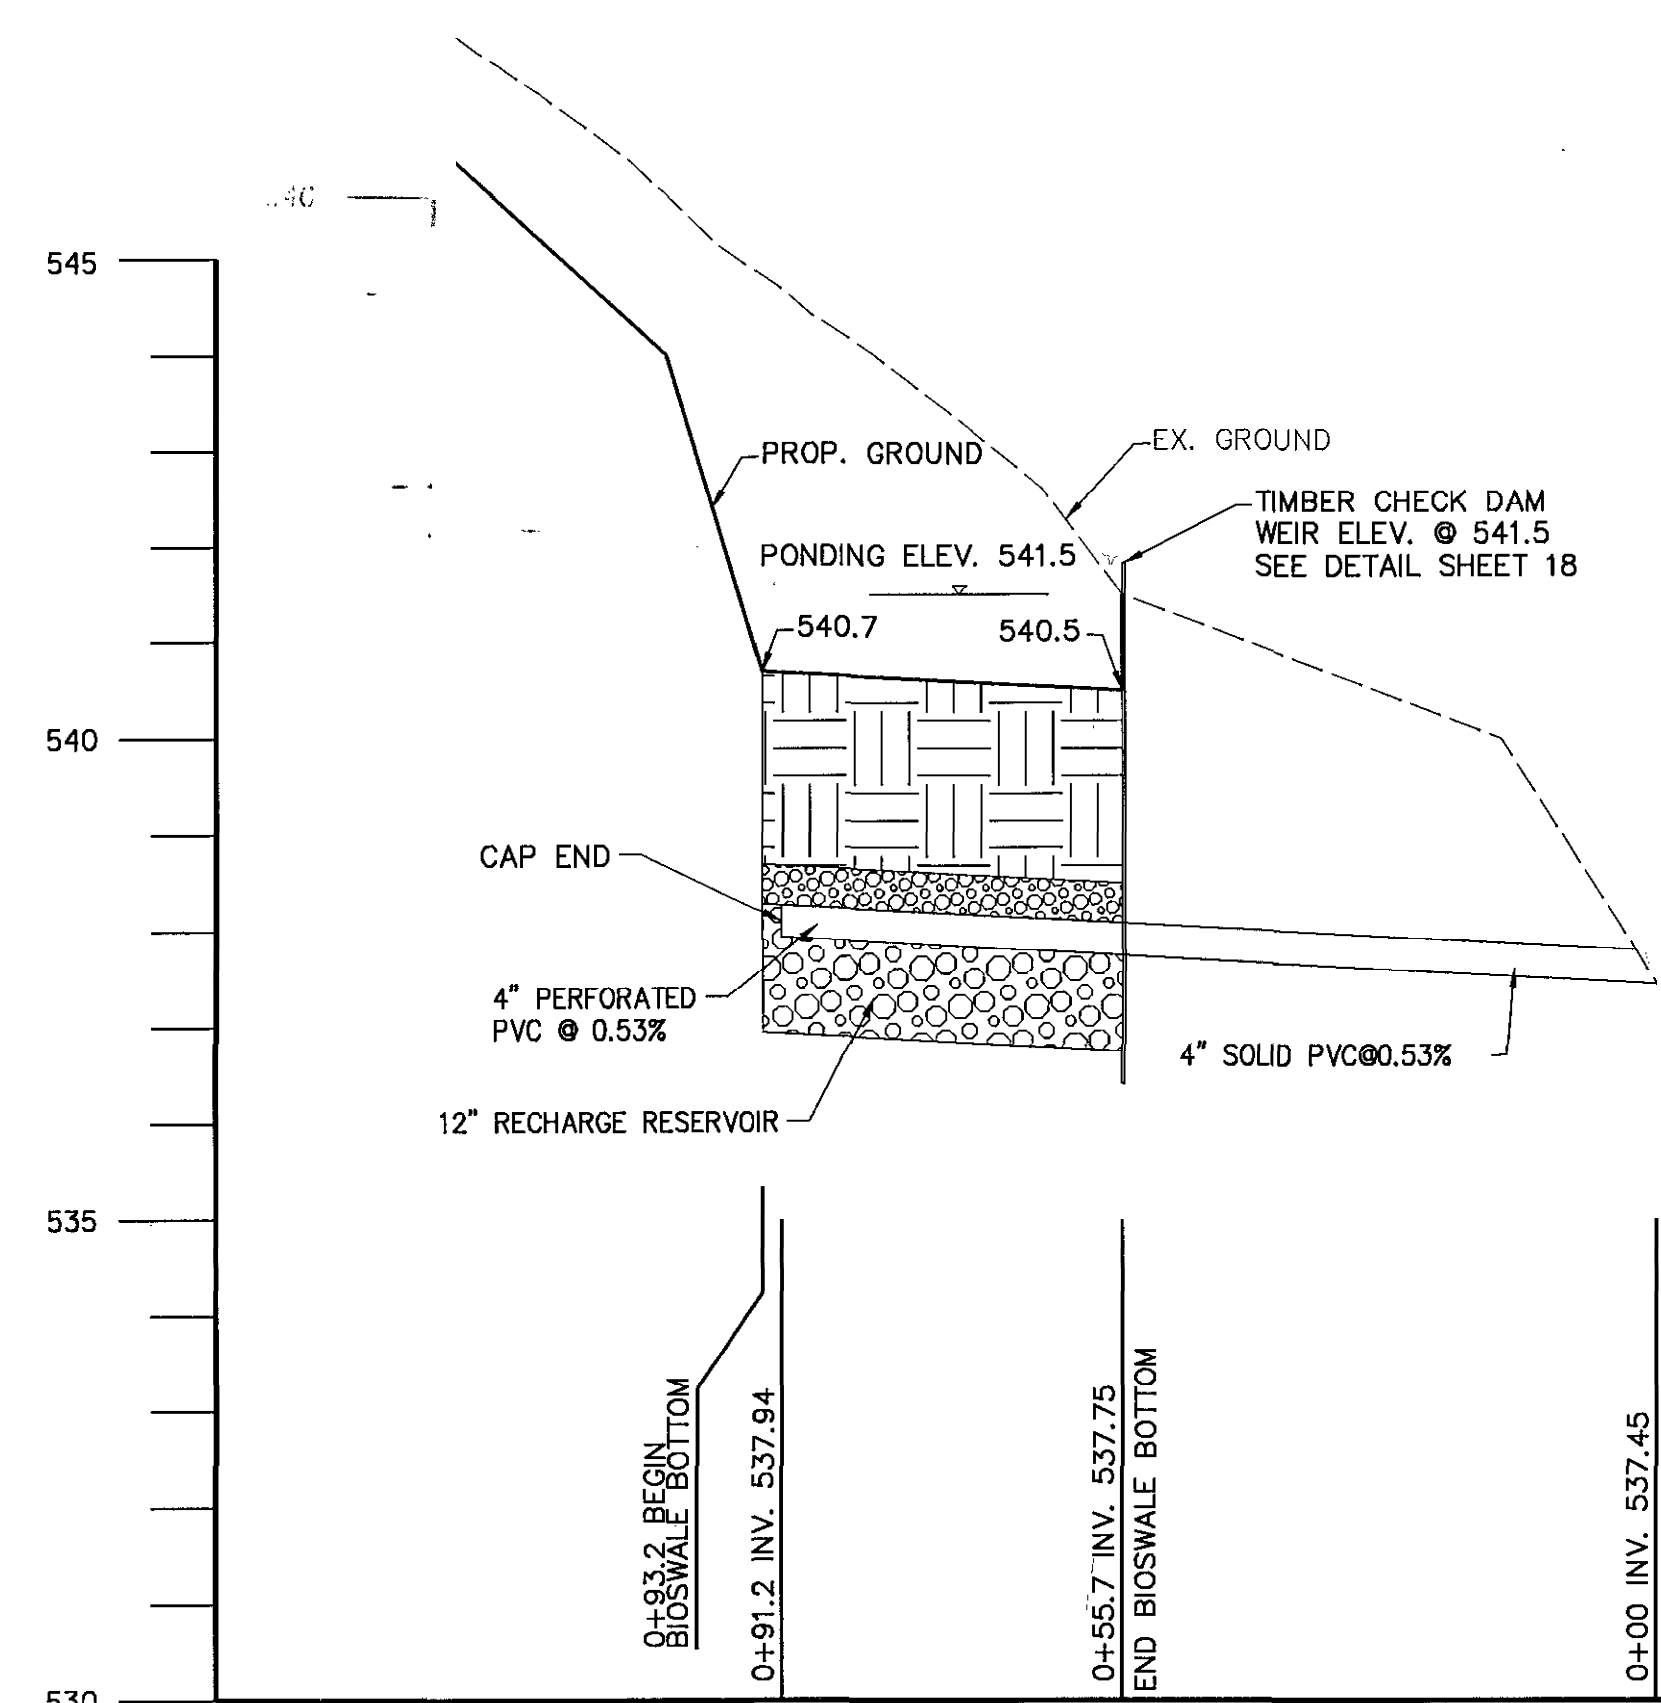 545
PROP. GROUND
EX. GROUND
TIMBER CHECK DAM
WEIR ELEV. @ 541.5
SEE DETAIL SHEET 18
PONDING ELEV. 541.5
540.7
540.5
540
CAP END
4" PERFORATED
PVC @ 0.53%
4" SOLID PVC@0.53%
12" RECHARGE RESERVOIR
535
0+93.2 BEGIN
BIOSWALE BOTTOM
0+91.2 INV. 537.94
0+55.7 INV. 537.75
END BIOSWALE BOTTOM
0+00 INV. 537.45
530